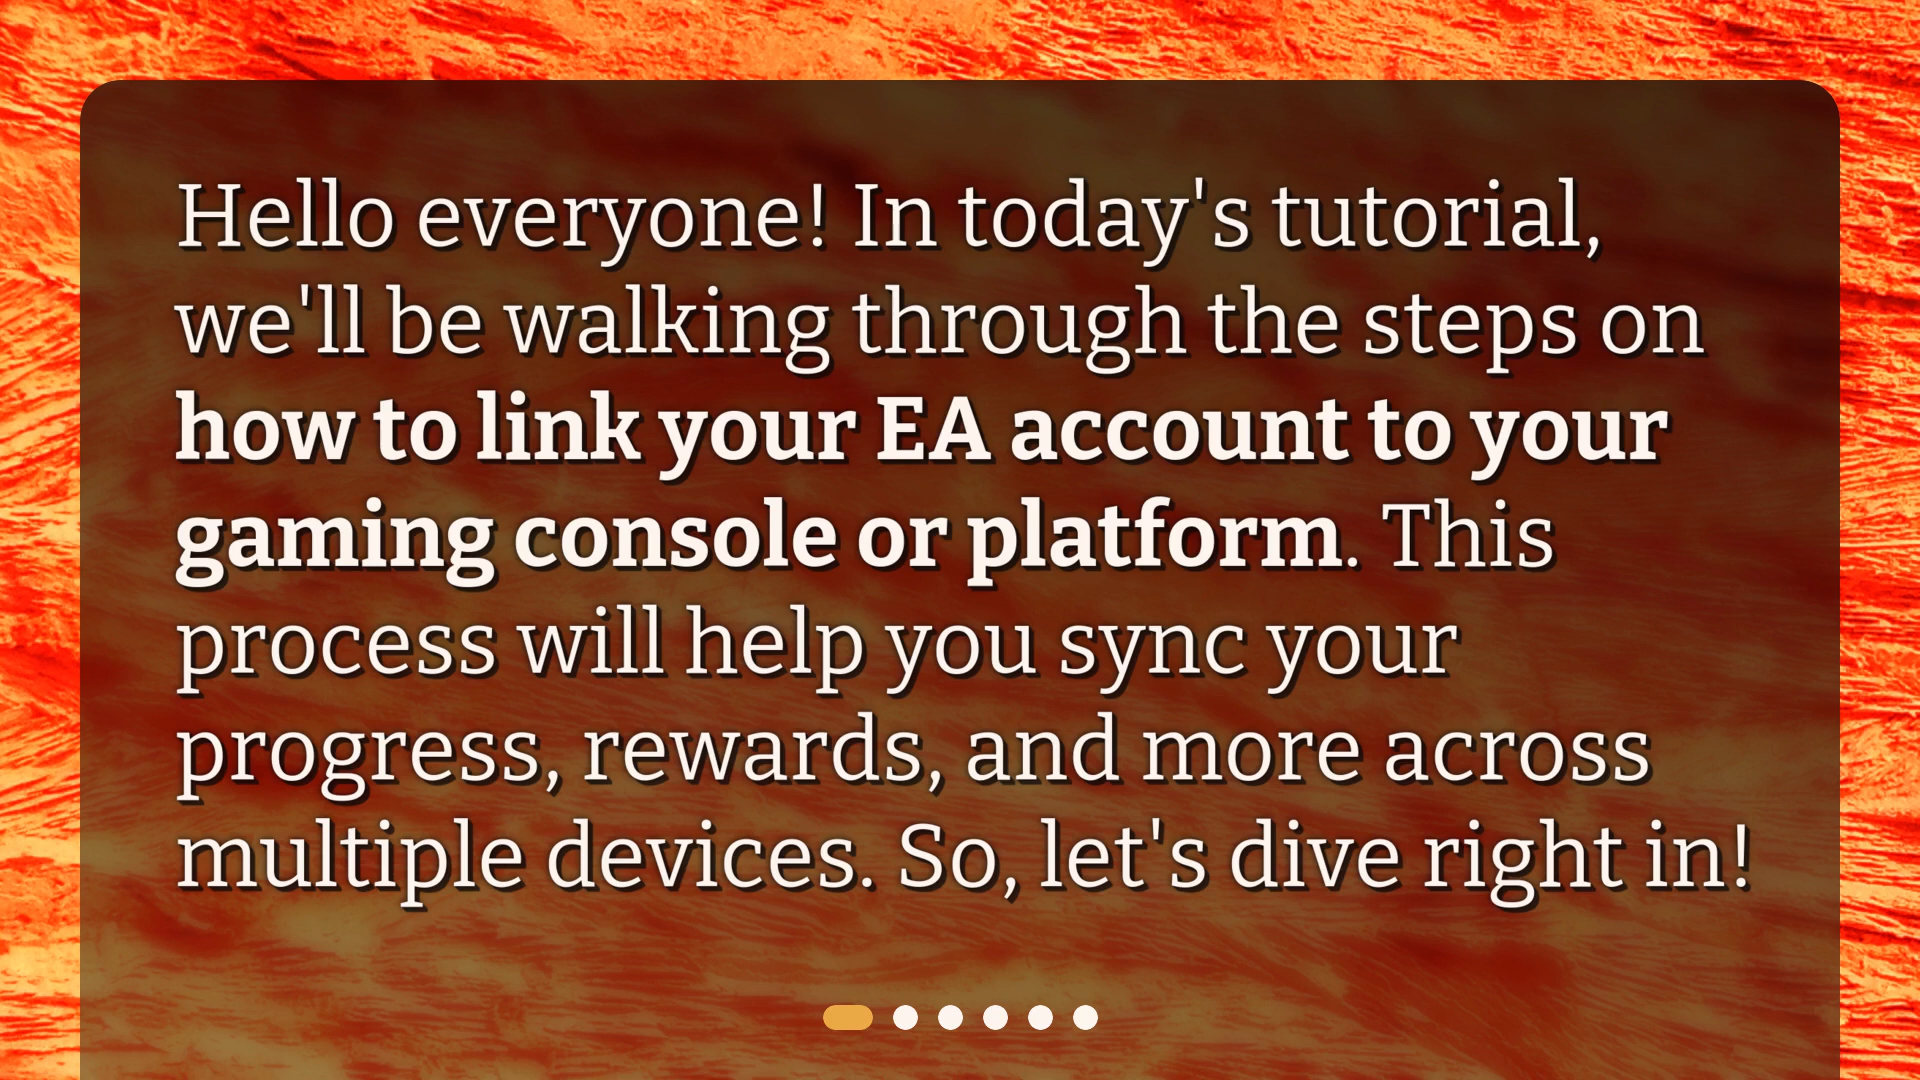 Hello everyone! In today's tutorial,
we'll be walking through the steps on
how to link your EA account to your
gaming console or platform. This
process will help you sync your
progress, rewards, and more across
multiple devices. So, let's dive right in!